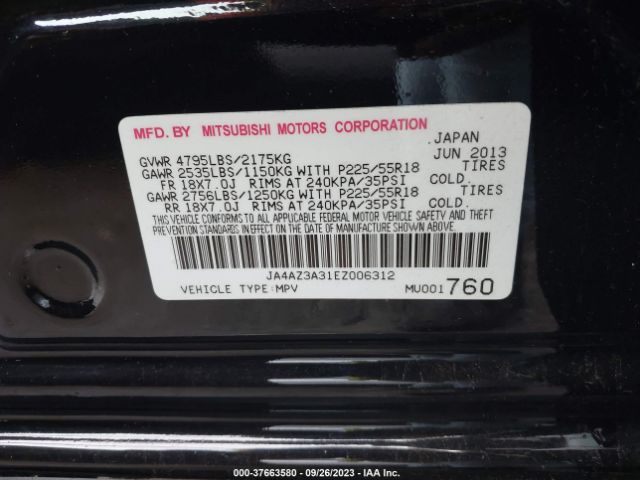 MFD. BY MITSUBISHI MOTORS CORPORATION JAPAN
GVWR 4795LBS/2175KG JUN 2013
GAWR 2535LBS/1150KG WITH P225/55R18 TIRES
FR 18X7.0J RIMS AT 240KPA/35PSI COLD.
GAWR 2756LBS/1250KG WITH P225/55R18 TIRES
RR 18X7.0J RIMS AT 240KPA/35PSI COLD.
THIS VEHICLE CONFORMS TO ALL APPLICABLE FEDERAL MOTOR VEHICLE SAFETY AND THEFT
PREVENTION STANDARDS IN EFFECT ON THE DATE OF MANUFACTURE SHOWN ABOVE.
JA4AZ3A31EZ006312
VEHICLE TYPE:MPV MU001760
000-37663580 - 09/26/2023 - IAA Inc.